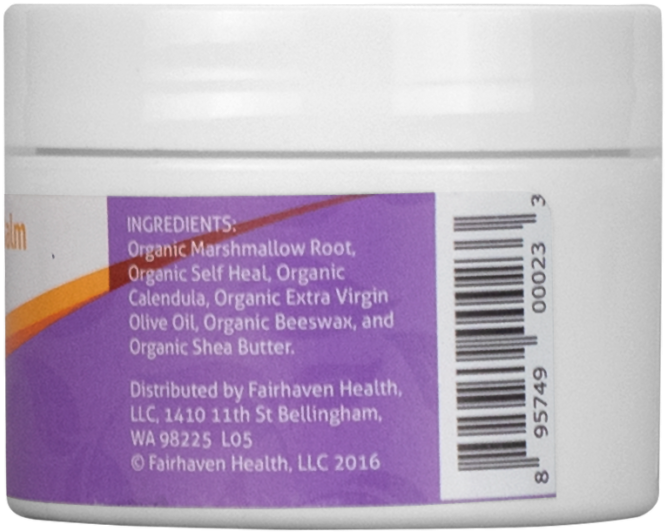 alm
INGREDIENTS:
Organic Marshmallow Root,
Organic Self Heal, Organic
Calendula, Organic Extra Virgin
Olive Oil, Organic Beeswax, and
Organic Shea Butter.
Distributed by Fairhaven Health,
LLC, 1410 11th St Bellingham,
WA 98225 L05
© Fairhaven Health, LLC 2016
8 95749 00023 3